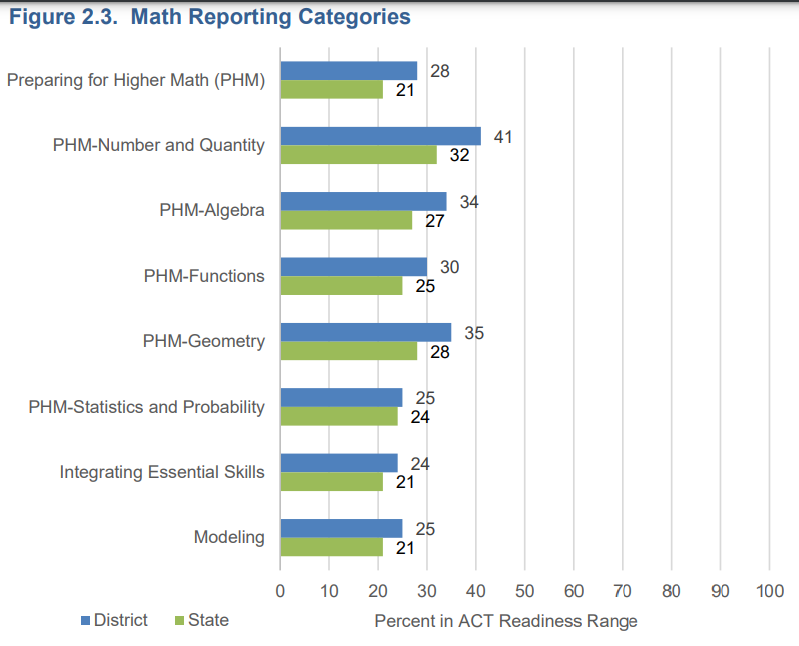 Figure 2.3.  Math Reporting Categories
Preparing for Higher Math (PHM) 28
21
PHM-Number and Quantity 41
32
PHM-Algebra 34
27
PHM-Functions 30
25
PHM-Geometry 35
28
PHM-Statistics and Probability 25
24
Integrating Essential Skills 24
21
Modeling 25
21
0 10 20 30 40 50 60 70 80 90 100
District State Percent in ACT Readiness Range